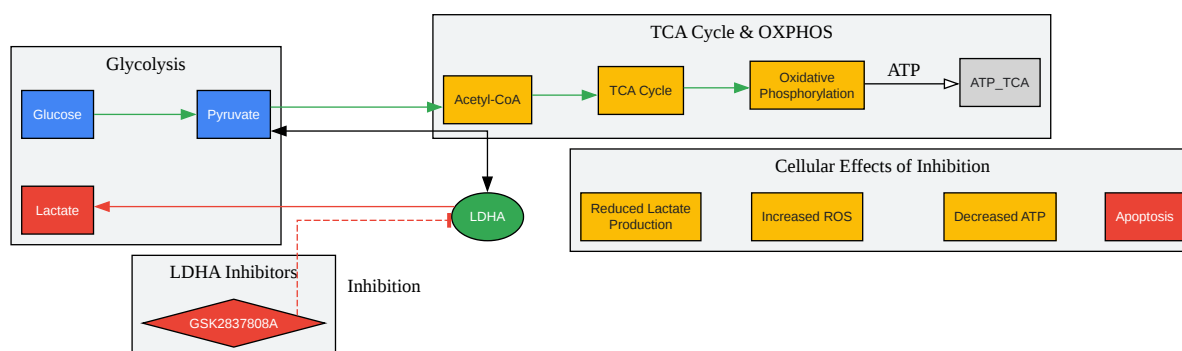 TCA Cycle & OXPHOS
Glycolysis
Glucose
Pyruvate
Acetyl-CoA
TCA Cycle
Oxidative
Phosphorylation
ATP
ATP_TCA
Lactate
LDHA
Cellular Effects of Inhibition
Reduced Lactate
Production
Increased ROS
Decreased ATP
Apoptosis
LDHA Inhibitors
Inhibition
GSK2837808A